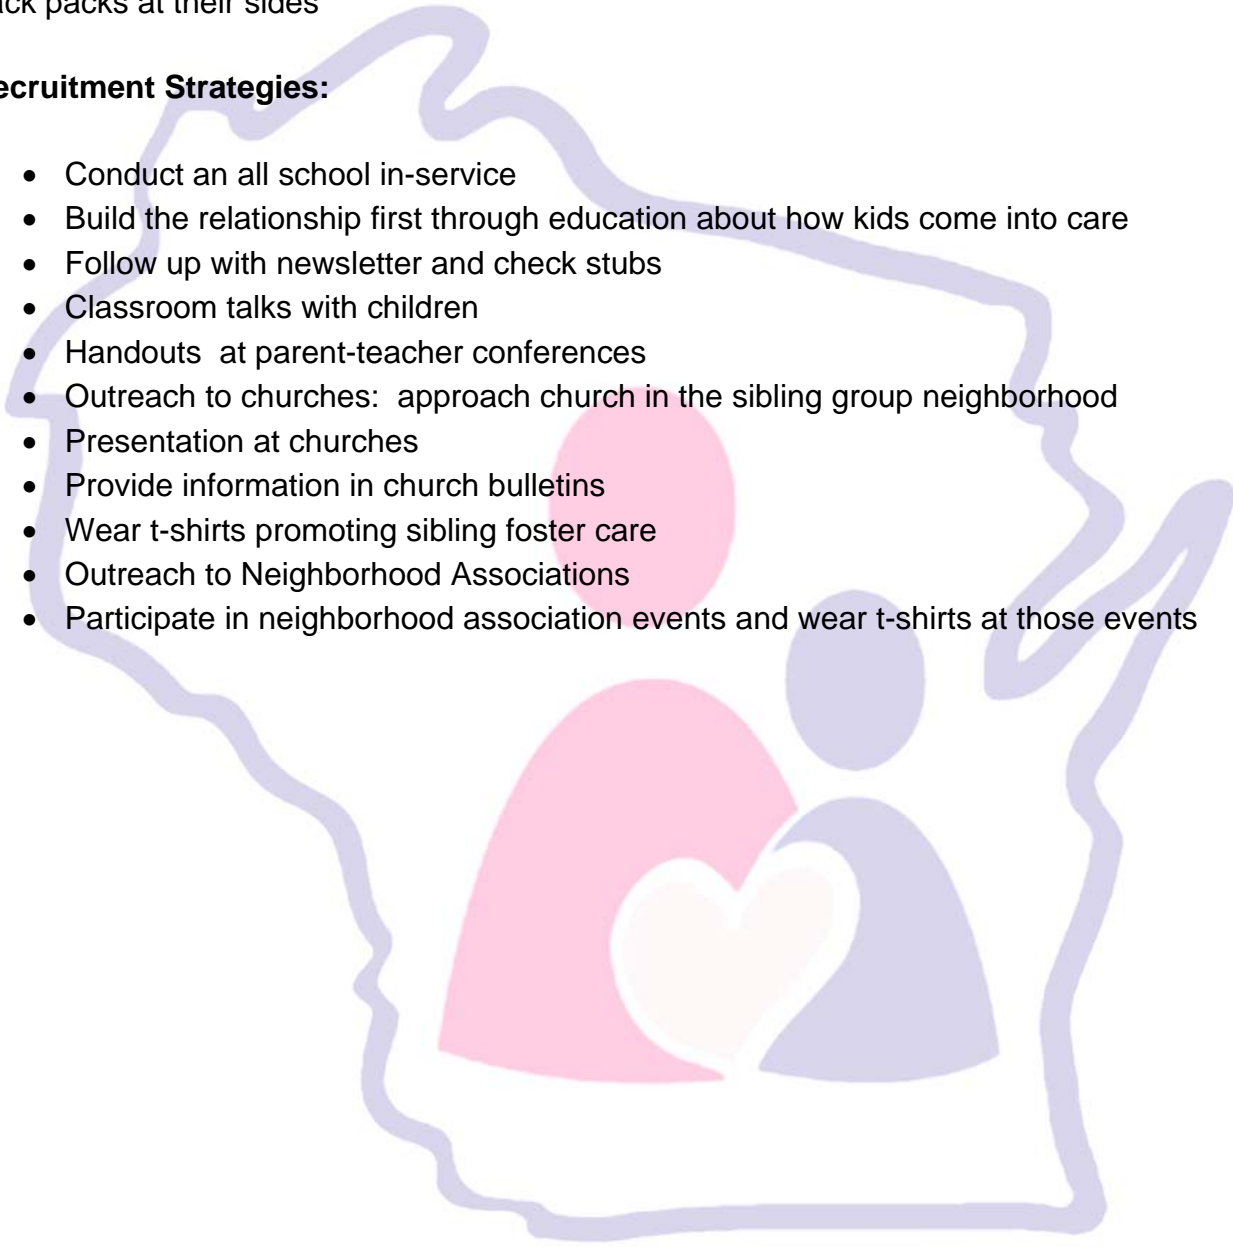 ack packs at their sides
ecruitment Strategies:
• Conduct an all school in-service
• Build the relationship first through education about how kids come into care
• Follow up with newsletter and check stubs
• Classroom talks with children
• Handouts  at parent-teacher conferences
• Outreach to churches:  approach church in the sibling group neighborhood
• Presentation at churches
• Provide information in church bulletins
• Wear t-shirts promoting sibling foster care
• Outreach to Neighborhood Associations
• Participate in neighborhood association events and wear t-shirts at those events